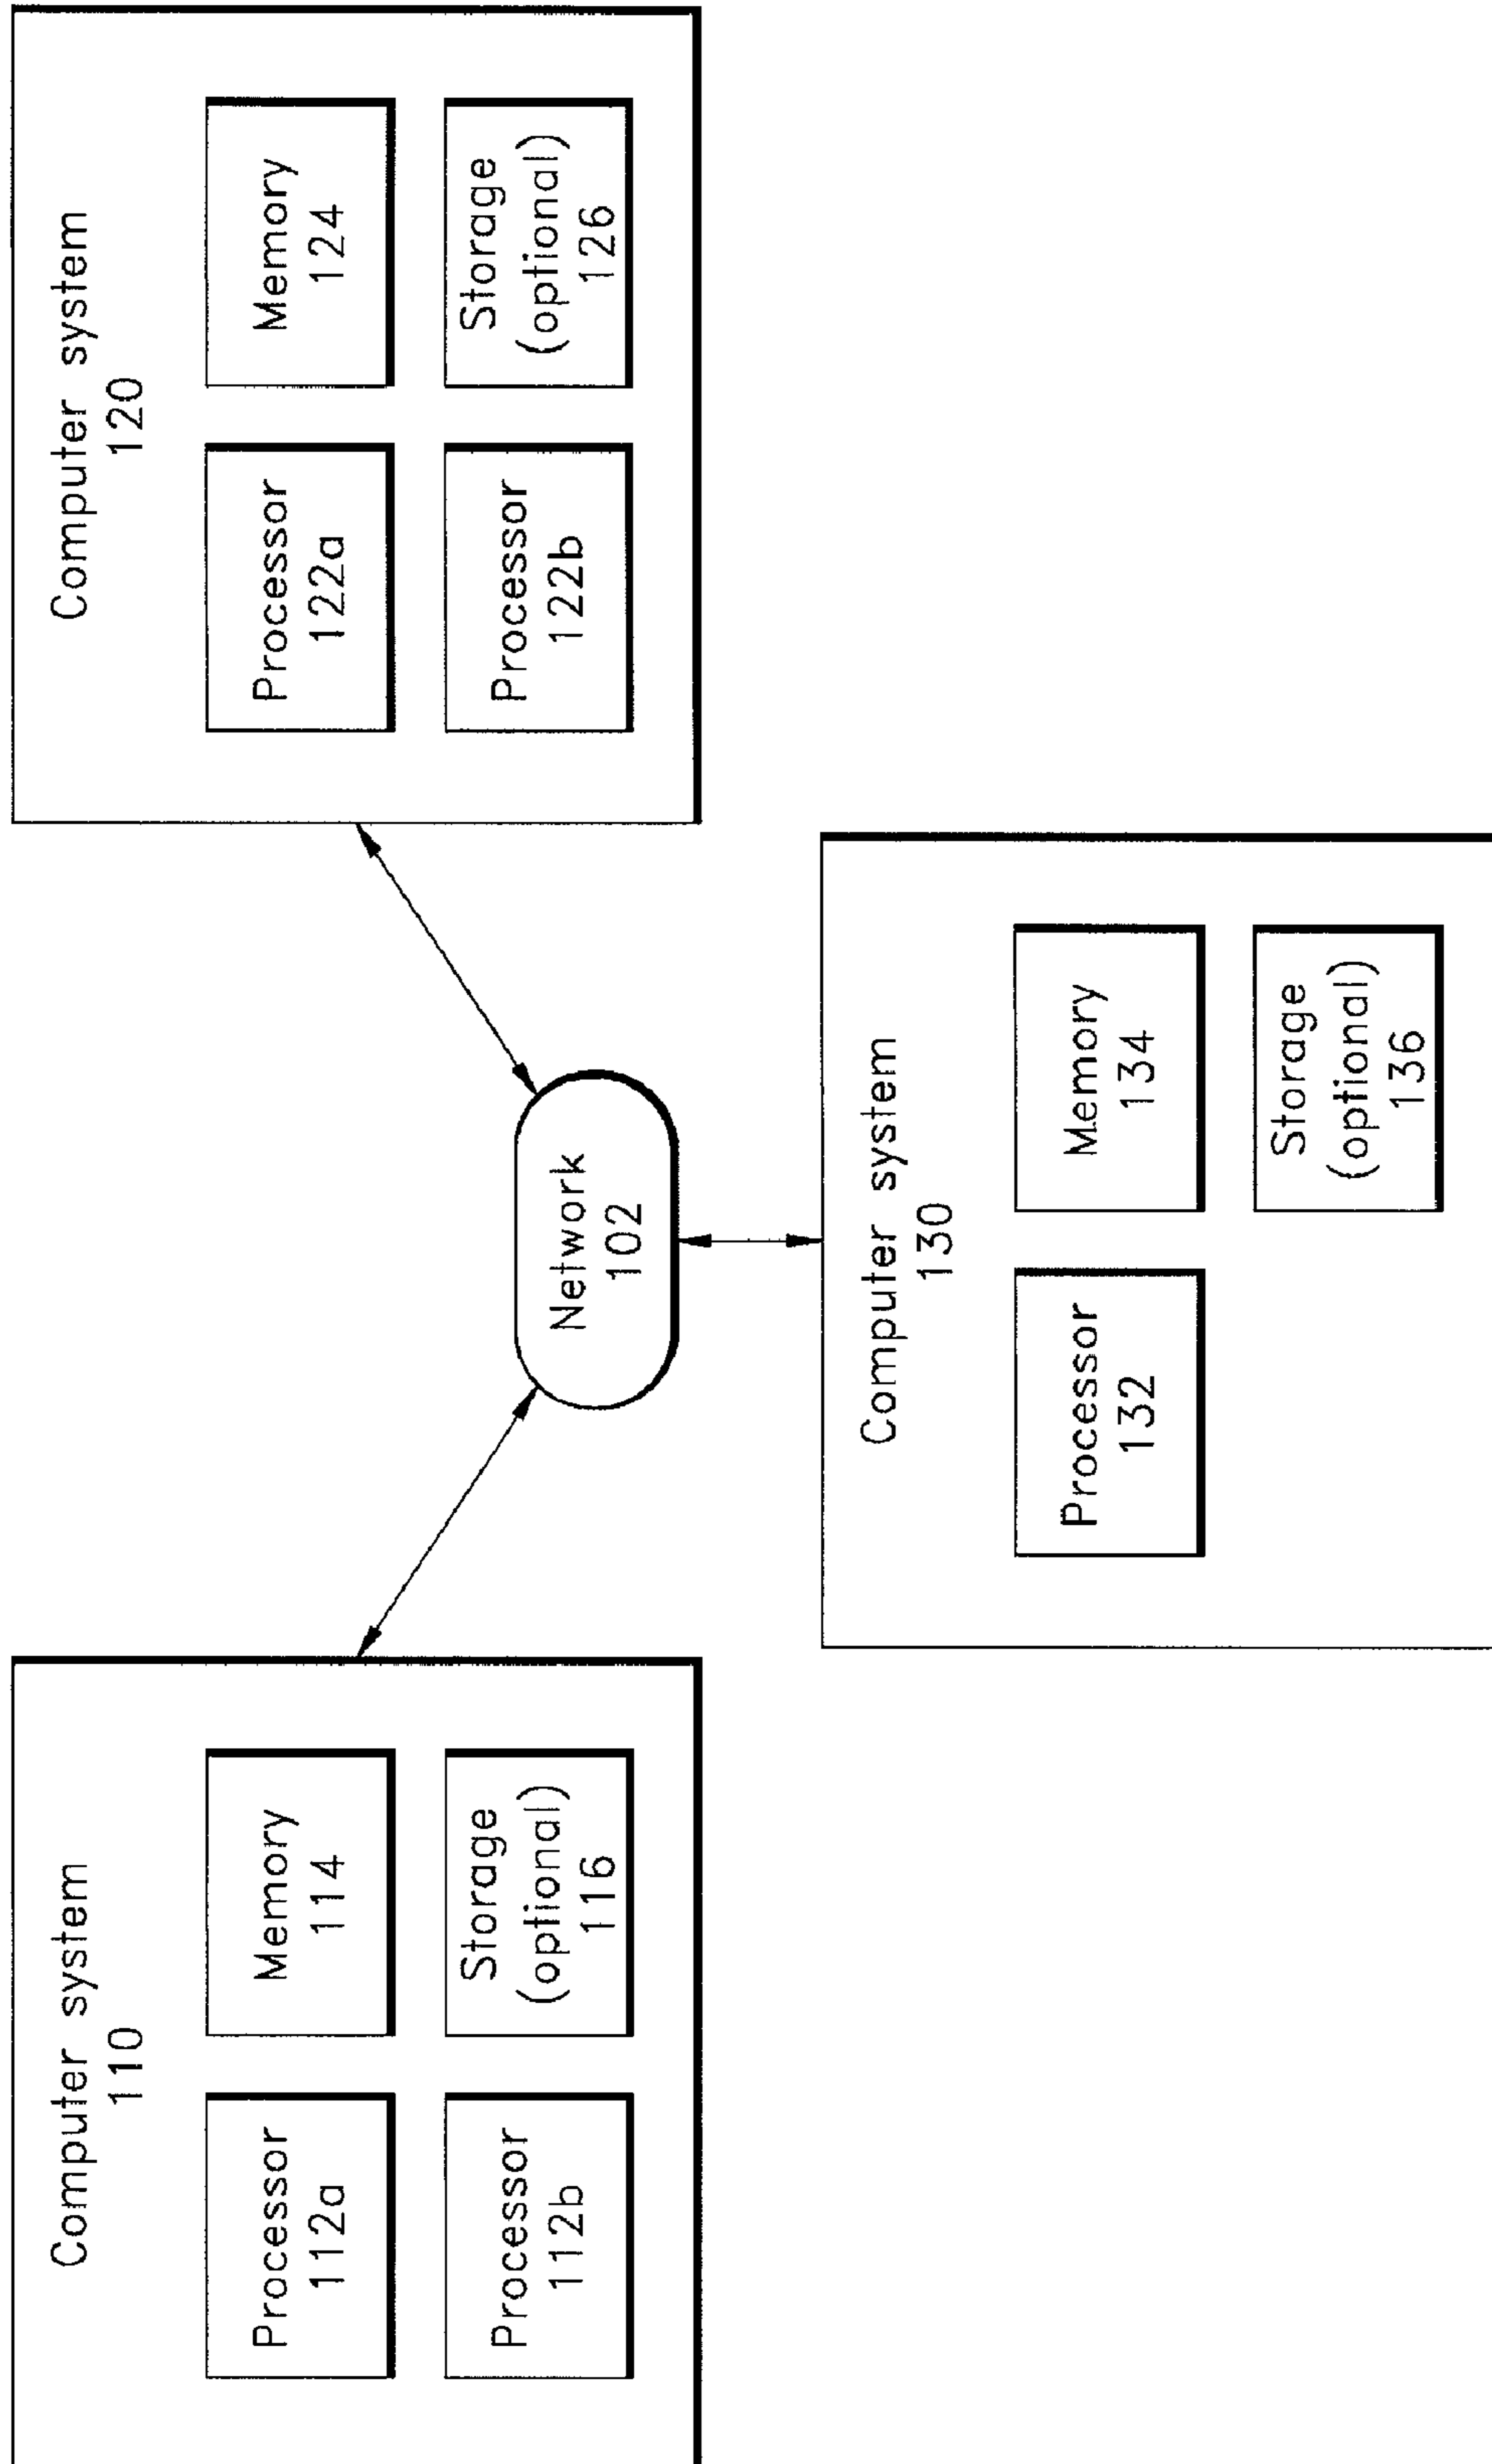 Computer system
110
Processor
112a
Memory
114
Processor
112b
Storage
(optional)
116
Network
102
Computer system
120
Processor
122a
Memory
124
Processor
122b
Storage
(optional)
126
Computer system
130
Processor
132
Memory
134
Storage
(optional)
136